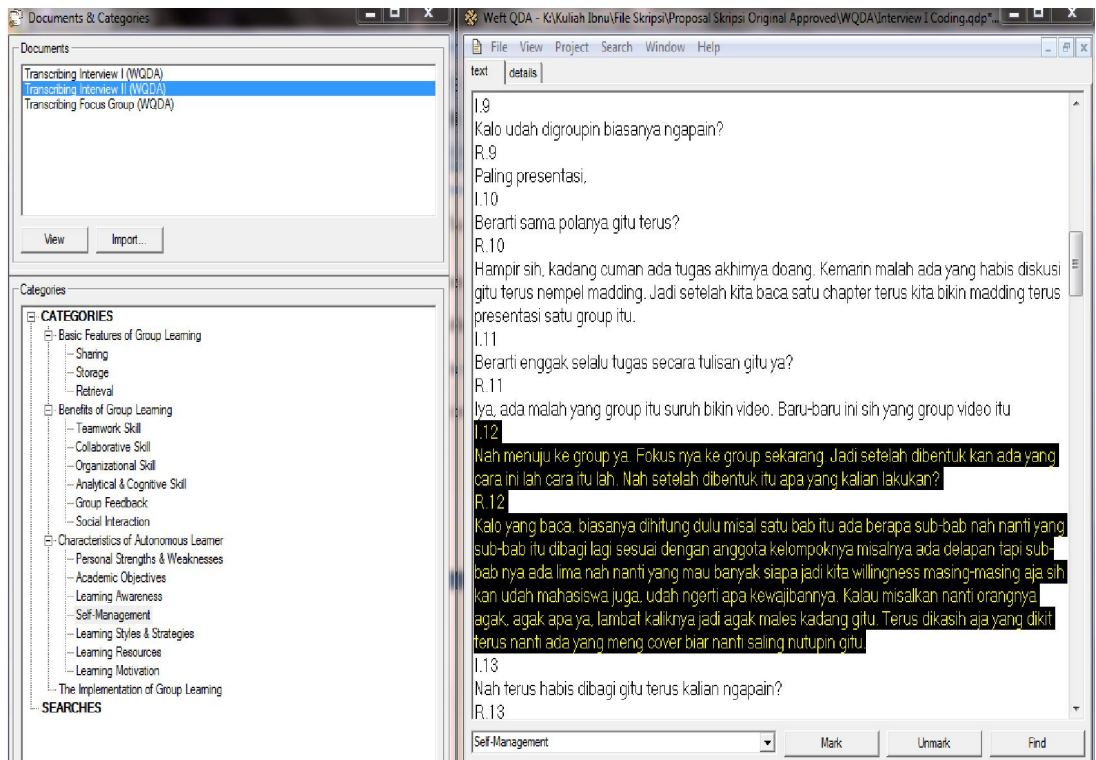 Documents & Categories
Documents
Transcribing Interview I (WQDA)
Transcribing Interview II (WQDA)
Transcribing Focus Group (WQDA)
View
Import...
Categories
CATEGORIES
Basic Features of Group Learning
Sharing
Storage
Retrieval
Benefits of Group Learning
Teamwork Skill
Collaborative Skill
Organizational Skill
Analytical & Cognitive Skill
Group Feedback
Social Interaction
Characteristics of Autonomous Learner
Personal Strengths & Weaknesses
Academic Objectives
Learning Awareness
Self-Management
Learning Styles & Strategies
Learning Resources
Learning Motivation
The Implementation of Group Learning
SEARCHES
Weft QDA - K:\Kuliah Ibnu\File Skripsi\Proposal Skripsi Original Approved\WQDA\Interview I Coding.qdp*...
File View Project Search Window Help
text details
I.9
Kalo udah digroupin biasanya ngapain?
R.9
Paling presentasi,
I.10
Berarti sama polanya gitu terus?
R.10
Hampir sih, kadang cuman ada tugas akhirnya doang. Kemarin malah ada yang habis diskusi
gitu terus nempel madding. Jadi setelah kita baca satu chapter terus kita bikin madding terus
presentasi satu group itu.
I.11
Berarti enggak selalu tugas secara tulisan gitu ya?
R.11
Iya, ada malah yang group itu suruh bikin video. Baru-baru ini sih yang group video itu
I.12
Nah menuju ke group ya. Fokus nya ke group sekarang. Jadi setelah dibentuk kan ada yang
cara ini lah cara itu lah. Nah setelah dibentuk itu apa yang kalian lakukan?
R.12
Kalo yang baca, biasanya dihitung dulu misal satu bab itu ada berapa sub-bab nah nanti yang
sub-bab itu dibagi lagi sesuai dengan anggota kelompoknya misalnya ada delapan tapi sub-
bab nya ada lima nah nanti yang mau banyak siapa jadi kita willingness masing-masing aja sih
kan udah mahasiswa juga, udah ngerti apa kewajibannya. Kalau misalkan nanti orangnya
agak, agak apa ya, lambat kaliknya jadi agak males kadang gitu. Terus dikasih aja yang dikit
terus nanti ada yang meng cover biar nanti saling nutupin gitu.
I.13
Nah terus habis dibagi gitu terus kalian ngapain?
R.13
Self-Management
Mark
Unmark
Find